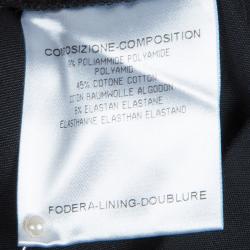 COMPOSIZIONE-COMPOSITION
% POLIAMMIDE POLYAMIDE
POLYAMID
45% COTONE COTTON
COTON BAUMWOLLE ALGODON
% ELASTAN ELASTANE
ELASTHANNE ELASTHAN ELASTANO
FODERA-LINING-DOUBLURE